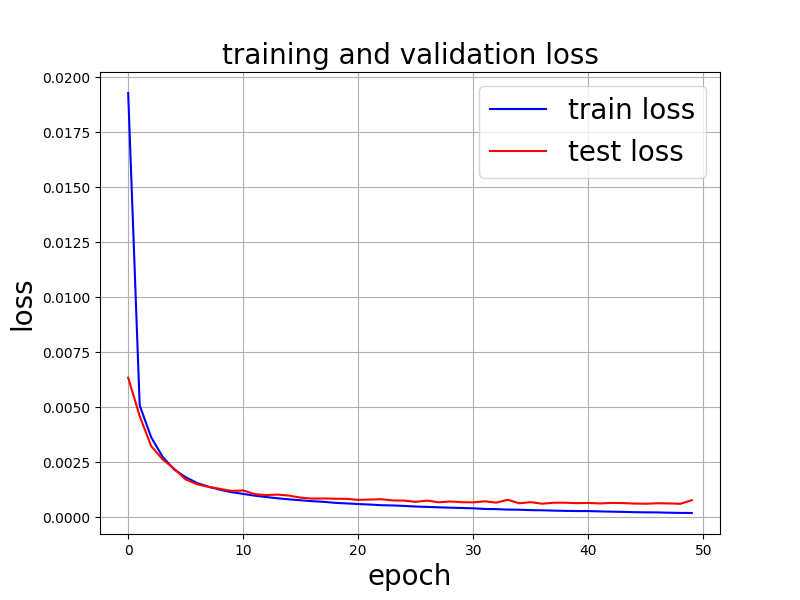 training and validation loss
0.0200
0.0175
0.0150
0.0125
0.0100
0.0075
0.0050
0.0025
0.0000
loss
train loss
test loss
0 10 20 30 40 50
epoch